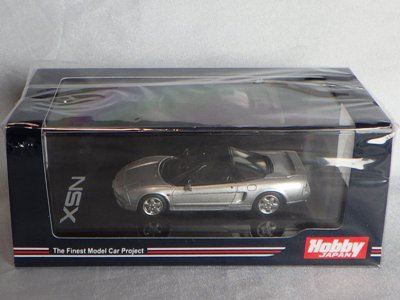 NSX
The Finest Model Car Project
Hobby
JAPAN